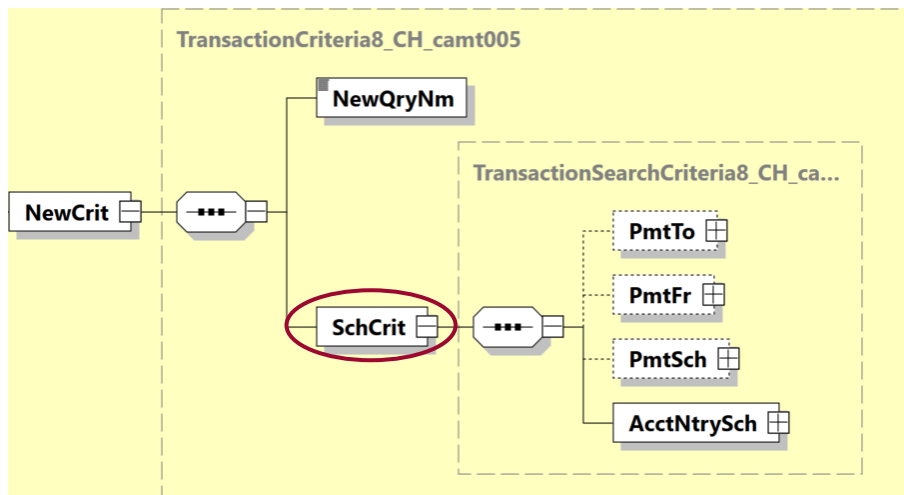 TransactionCriteria8_CH_camt005
NewQryNm
TransactionSearchCriteria8_CH_ca...
NewCrit
PmtTo
PmtFr
SchCrit
PmtSch
AcctNtrySch